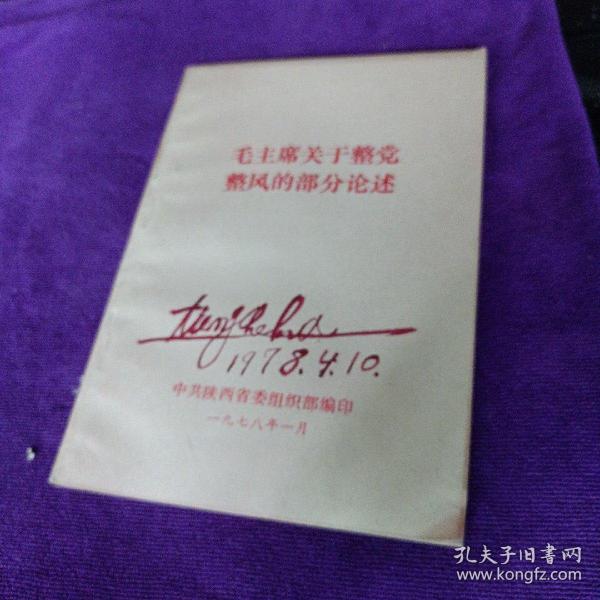 毛主席关于整党
整风的部分论述
1978.4.10.
中共陕西省委组织部编印
一九七八年一月
孔夫子旧书网
www.kongfz.com